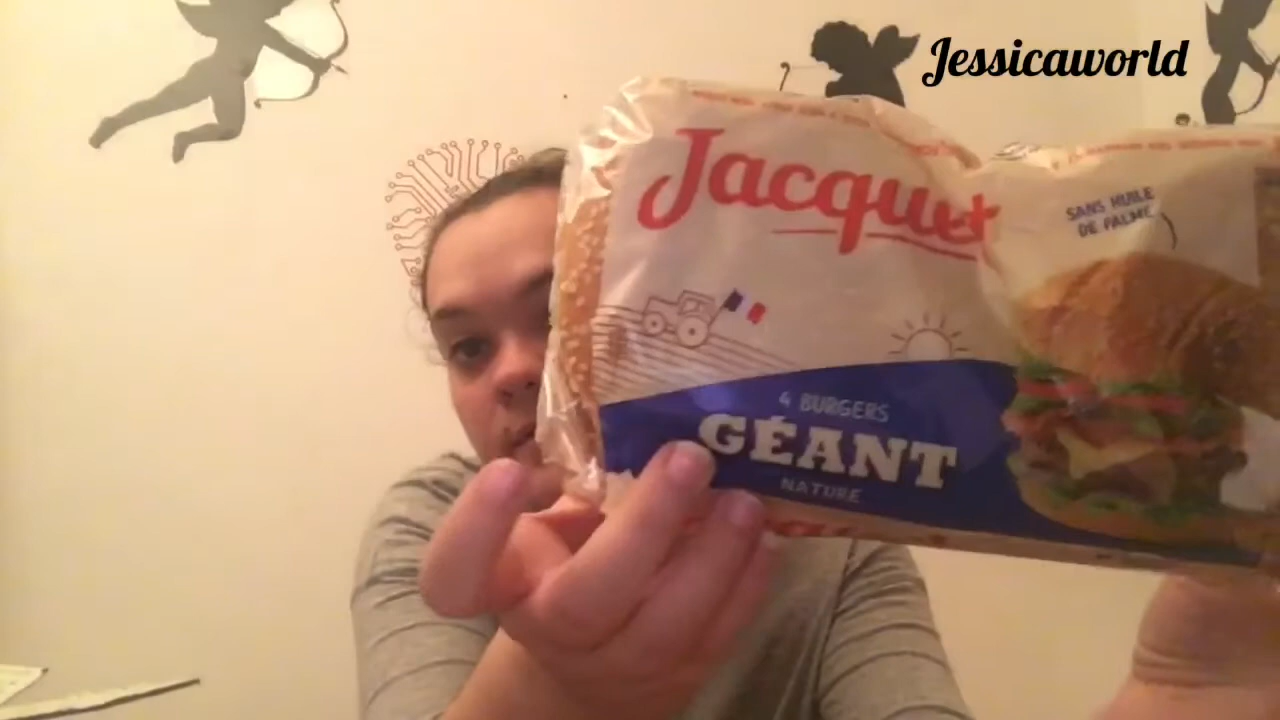 Jessicaworld
Jacquet
SANS HUILE
DE PALME
4 BURGERS
GÉANT
NATURE